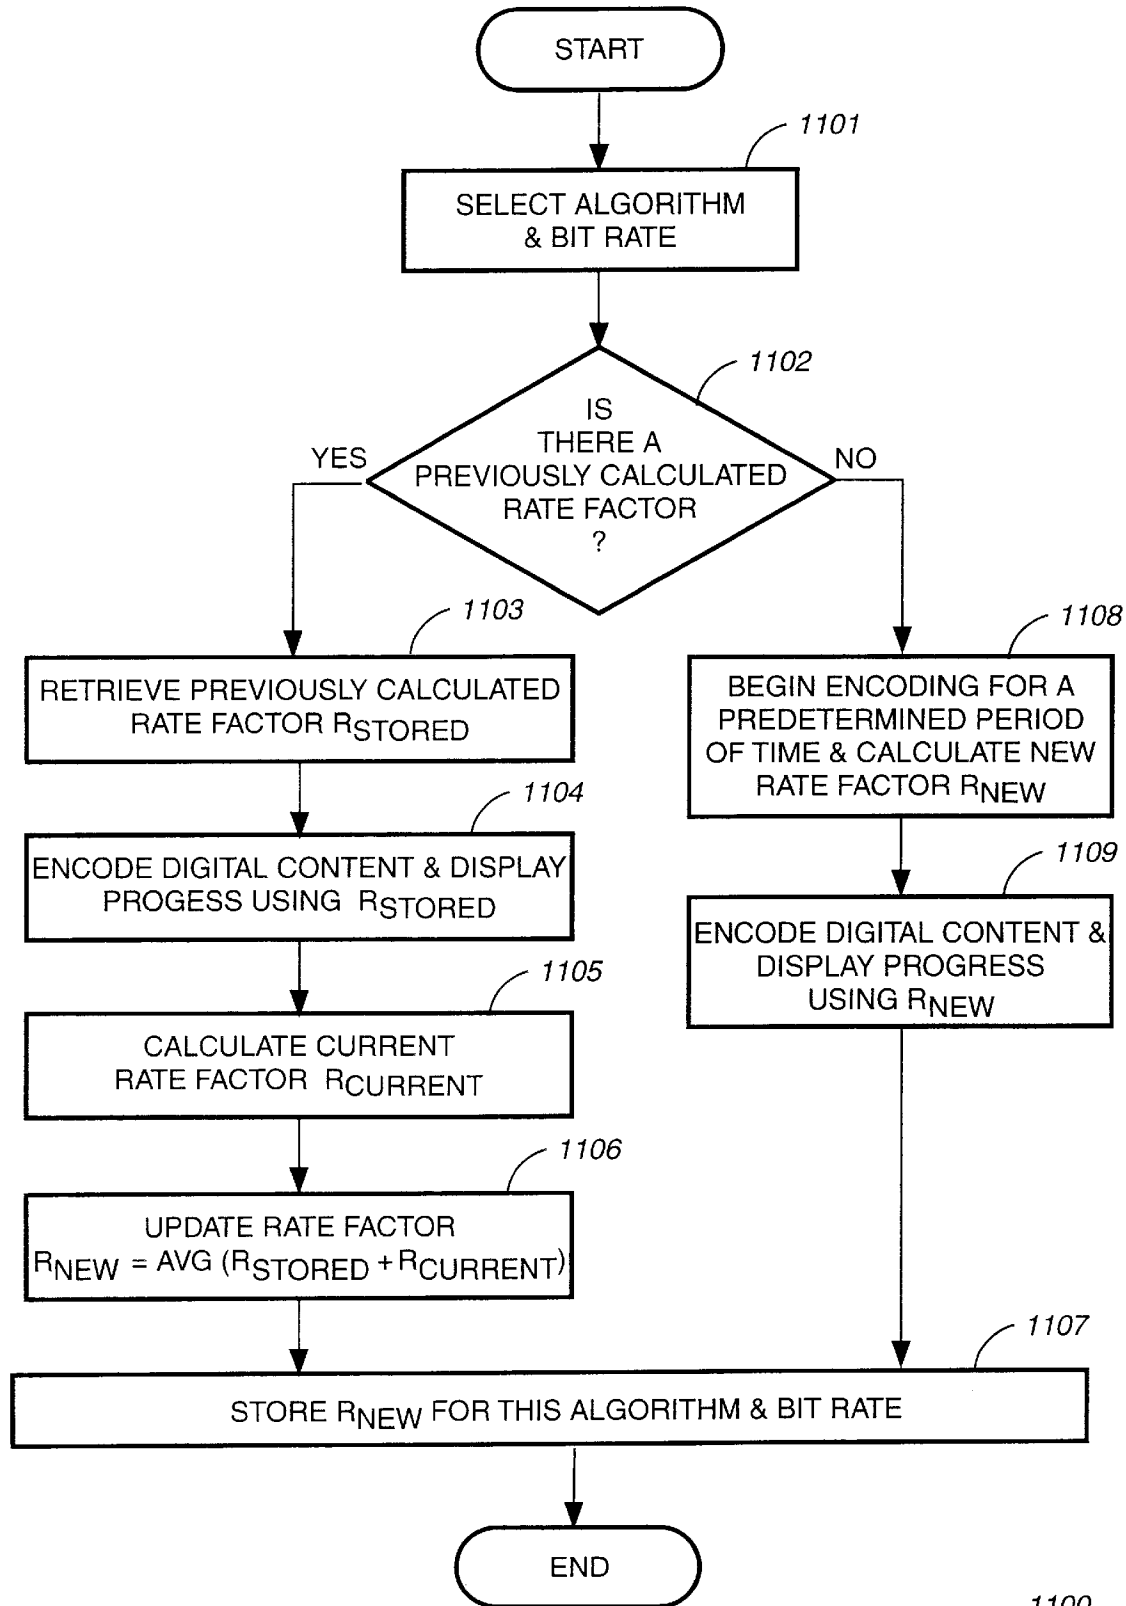 START
1101
SELECT ALGORITHM
& BIT RATE
1102
IS
THERE A
PREVIOUSLY CALCULATED
RATE FACTOR
?
YES
NO
1103
RETRIEVE PREVIOUSLY CALCULATED
RATE FACTOR RSTORED
1104
ENCODE DIGITAL CONTENT & DISPLAY
PROGESS USING RSTORED
1105
CALCULATE CURRENT
RATE FACTOR RCURRENT
1106
UPDATE RATE FACTOR
RNEW = AVG (RSTORED + RCURRENT)
1108
BEGIN ENCODING FOR A
PREDETERMINED PERIOD
OF TIME & CALCULATE NEW
RATE FACTOR RNEW
1109
ENCODE DIGITAL CONTENT &
DISPLAY PROGRESS
USING RNEW
1107
STORE RNEW FOR THIS ALGORITHM & BIT RATE
END
1100